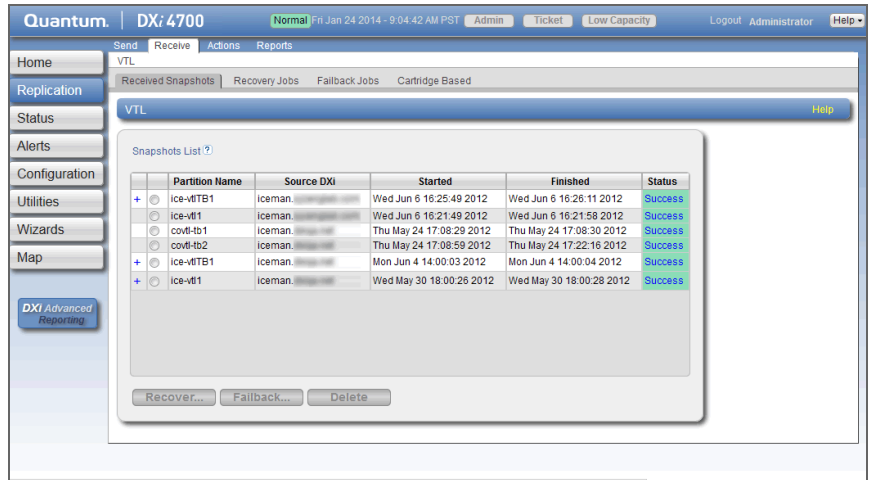 Quantum. DXi 4700 Normal Fri Jan 24 2014 - 9:04:42 AM PST Admin Ticket Low Capacity Logout Administrator Help
Send Receive Actions Reports
VTL
Received Snapshots Recovery Jobs Failback Jobs Cartridge Based
Home
Replication
Status
Alerts
Configuration
Utilities
Wizards
Map
DXi Advanced
Reporting
VTL Help
Snapshots List ?
Partition Name Source DXi Started Finished Status
+ ice-vtlTB1 iceman. Wed Jun 6 16:25:49 2012 Wed Jun 6 16:26:11 2012 Success
ice-vtl1 iceman. Wed Jun 6 16:21:49 2012 Wed Jun 6 16:21:58 2012 Success
covtl-tb1 iceman. Thu May 24 17:08:29 2012 Thu May 24 17:08:30 2012 Success
covtl-tb2 iceman. Thu May 24 17:08:59 2012 Thu May 24 17:22:16 2012 Success
+ ice-vtlTB1 iceman. Mon Jun 4 14:00:03 2012 Mon Jun 4 14:00:04 2012 Success
+ ice-vtl1 iceman. Wed May 30 18:00:26 2012 Wed May 30 18:00:28 2012 Success
Recover... Failback... Delete